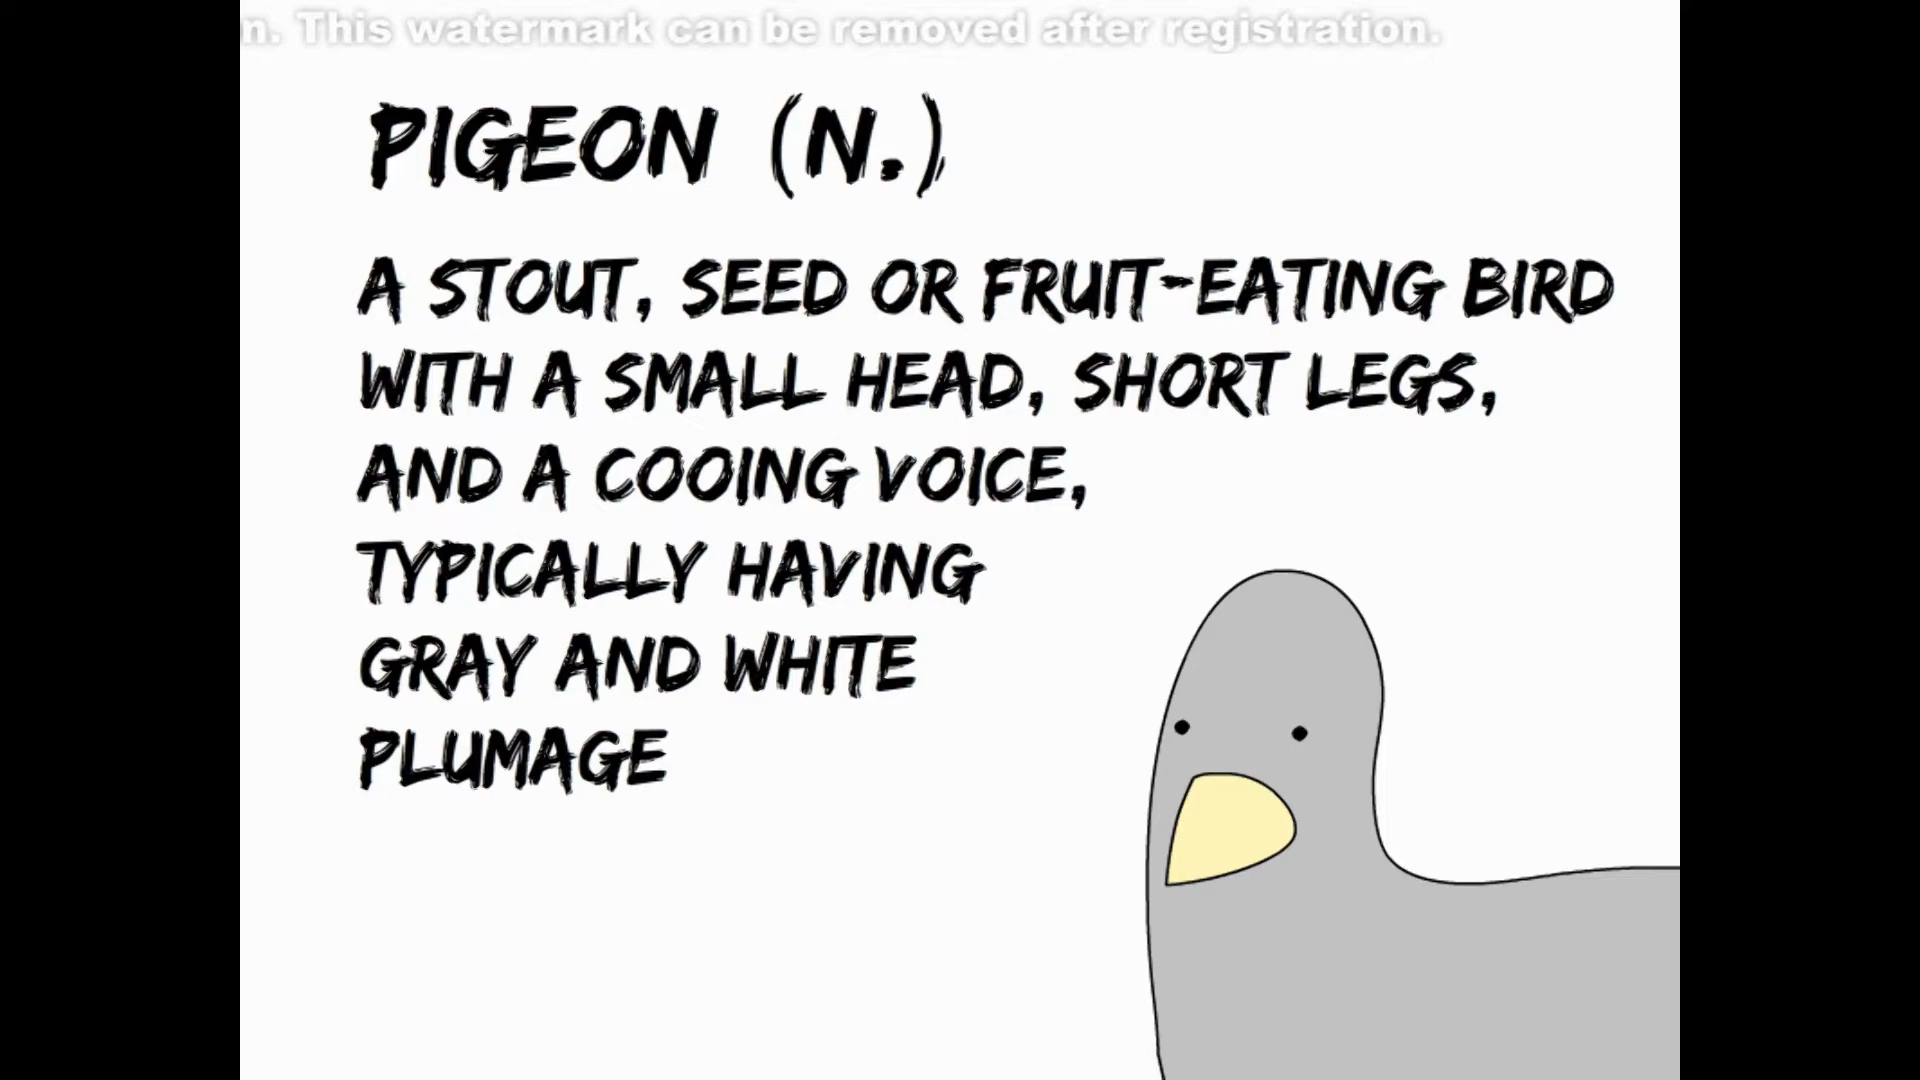 n. This watermark can be removed after registration.
PIGEON (N.)
A STOUT, SEED OR FRUIT-EATING BIRD
WITH A SMALL HEAD, SHORT LEGS,
AND A COOING VOICE,
TYPICALLY HAVING
GRAY AND WHITE
PLUMAGE